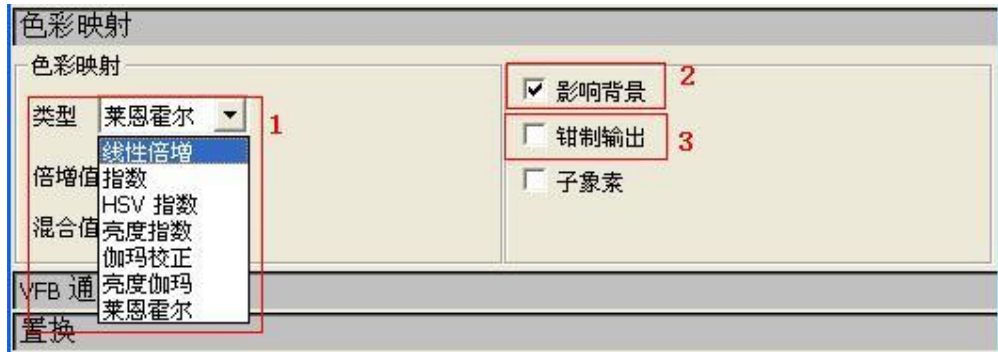 色彩映射
色彩映射
类型 莱恩霍尔 1
线性倍增
指数
HSV 指数
亮度指数
伽玛校正
亮度伽玛
莱恩霍尔
倍增值
混合值
影响背景 2
钳制输出 3
子象素
VFB 通
置换